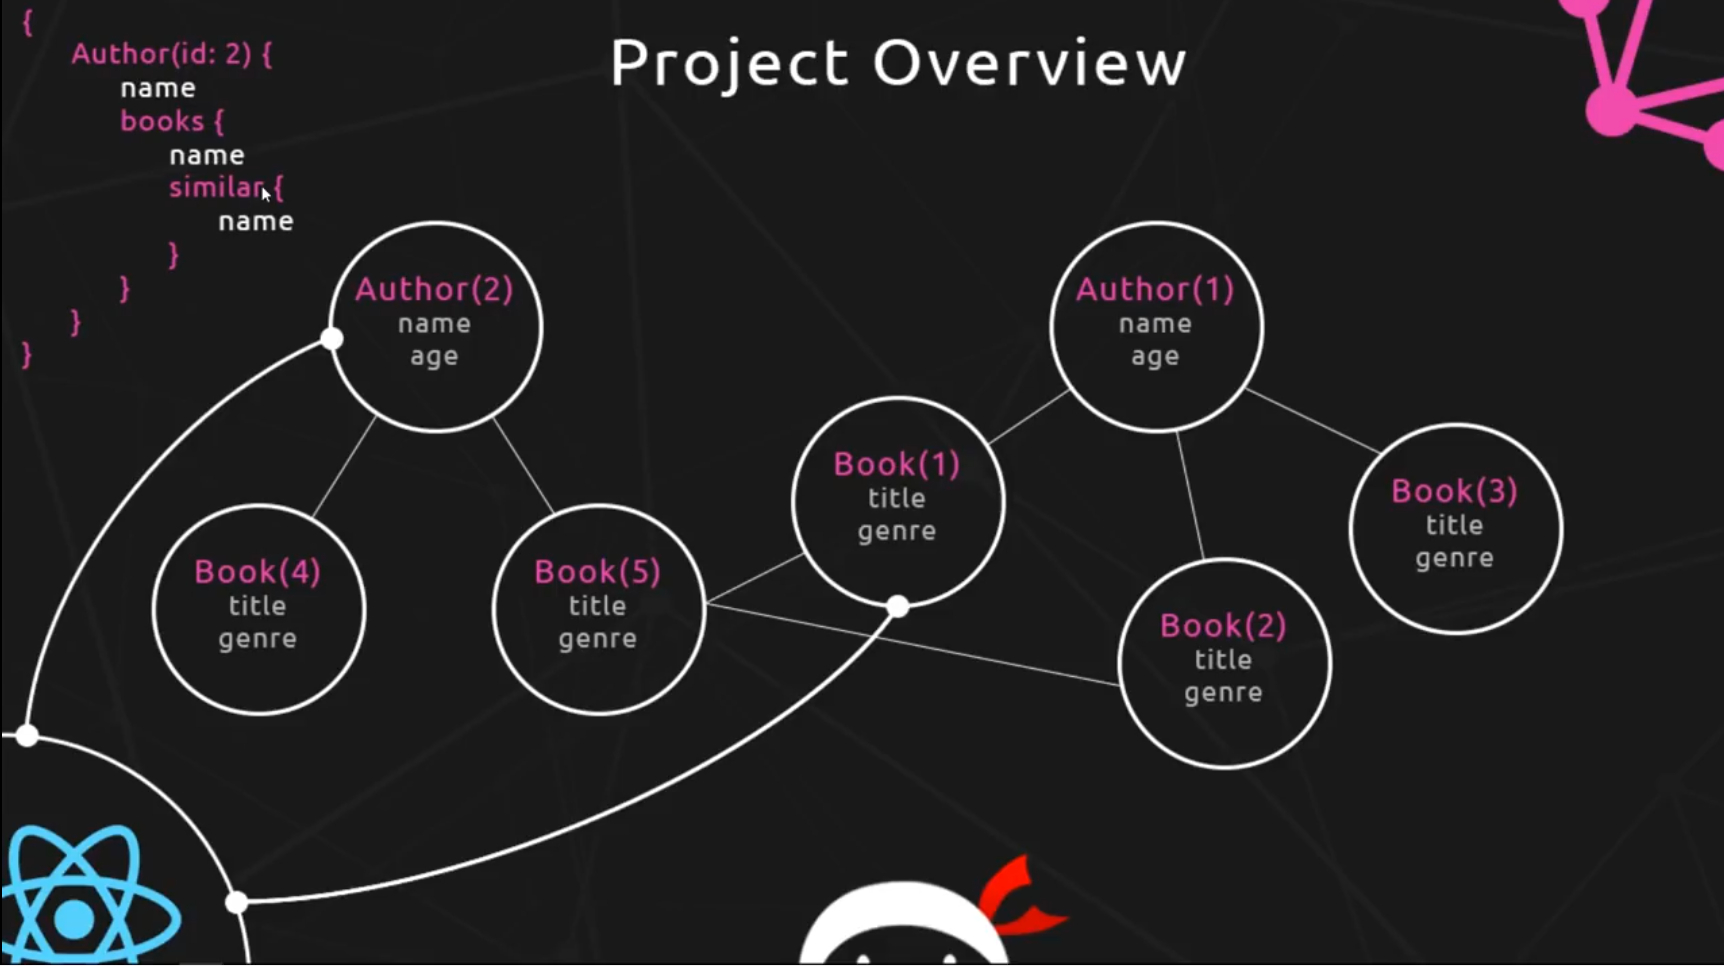 Project Overview
{
Author(id: 2) {
name
books {
name
similar {
name
}
}
}
}
Author(2)
name
age
Author(1)
name
age
Book(4)
title
genre
Book(5)
title
genre
Book(1)
title
genre
Book(2)
title
genre
Book(3)
title
genre